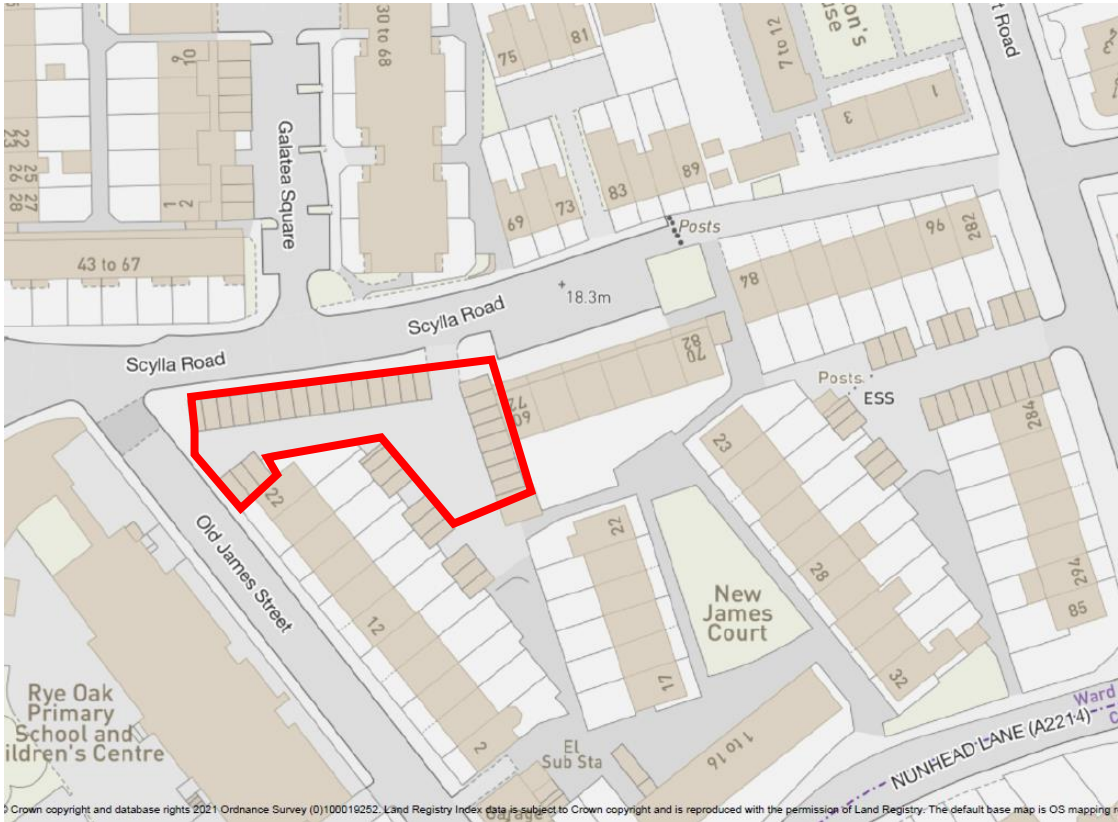 30 to 68
75
81
7 to 12
3
1
9
10
Galatea Square
22
23
25
26
27
28
1
2
69
73
83
89
Posts
96
282
84
43 to 67
18.3m
Scylla Road
Scylla Road
82
70
72
60
Posts
ESS
284
23
22
Old James Street
22
12
28
New
James
Court
294
85
17
32
Rye Oak
Primary
School and
ildren's Centre
2
El
Sub Sta
1 to 16
Ward
NUNHEAD LANE (A2214)
Garage
Crown copyright and database rights 2021 Ordnance Survey (0)100019252. Land Registry Index data is subject to Crown copyright and is reproduced with the permission of Land Registry. The default base map is OS mapping